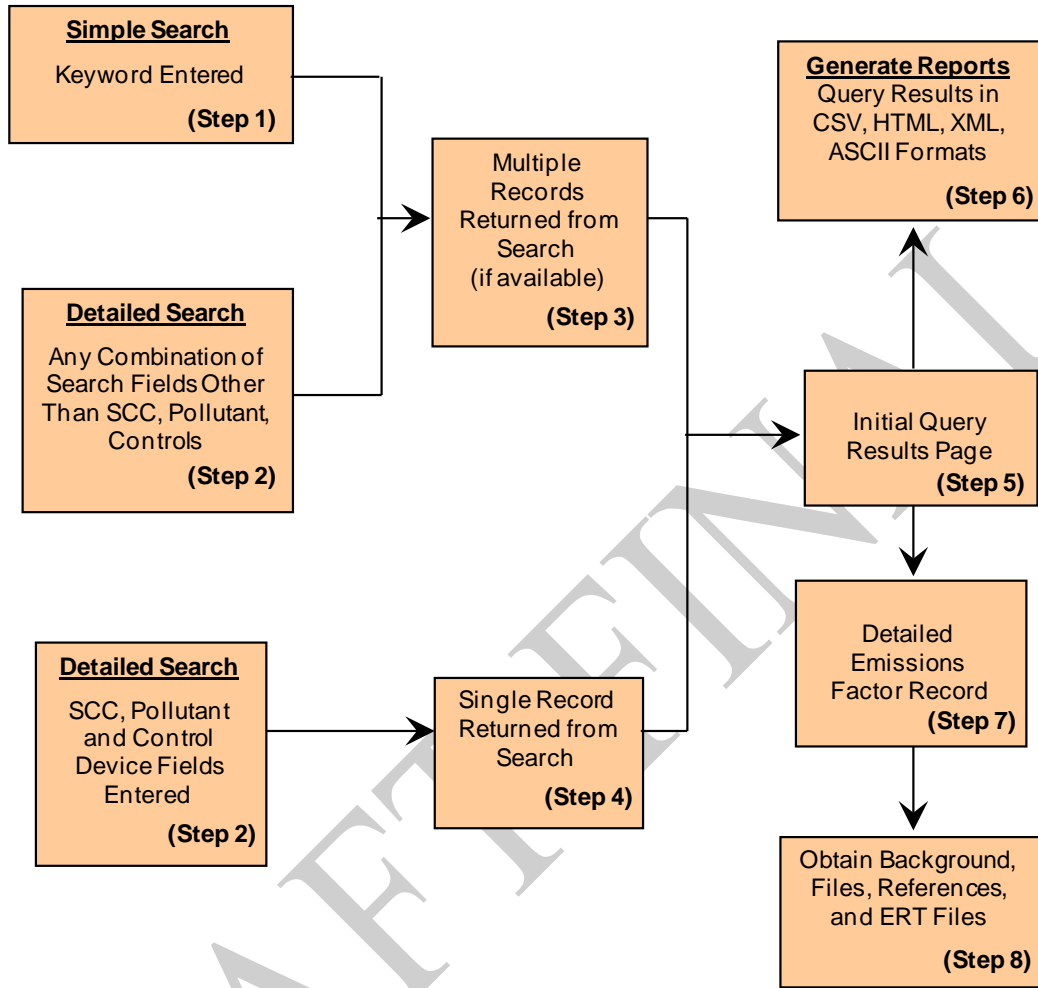 Simple Search
Keyword Entered
(Step 1)
Detailed Search
Any Combination of
Search Fields Other
Than SCC, Pollutant,
Controls
(Step 2)
Detailed Search
SCC, Pollutant
and Control
Device Fields
Entered
(Step 2)
Multiple
Records
Returned from
Search
(if available)
(Step 3)
Single Record
Returned from
Search
(Step 4)
Generate Reports
Query Results in
CSV, HTML, XML,
ASCII Formats
(Step 6)
Initial Query
Results Page
(Step 5)
Detailed
Emissions
Factor Record
(Step 7)
Obtain Background,
Files, References,
and ERT Files
(Step 8)